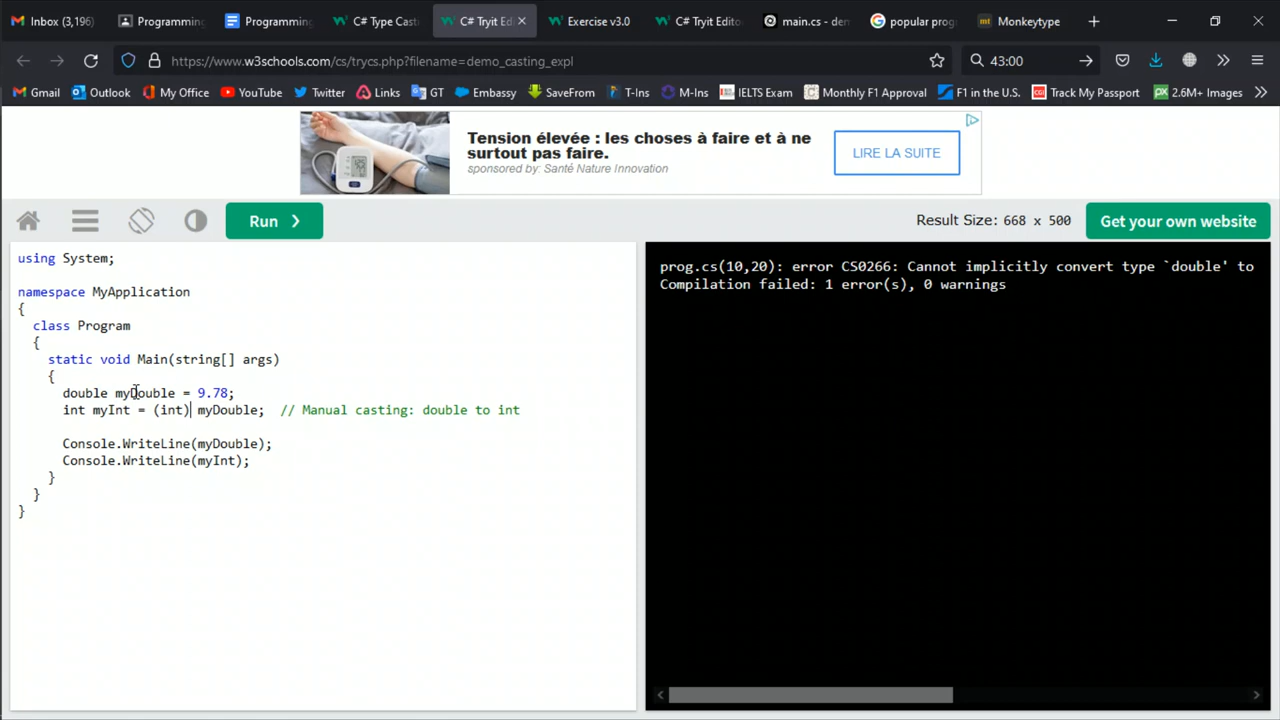 Inbox (3,196)
Programming
Programming
C# Type Cast
C# Tryit Edi
Exercise v3.0
C# Tryit Edito
main.cs - den
popular prog
Monkeytype
https://www.w3schools.com/cs/trycs.php?filename=demo_casting_expl
43:00
Gmail
Outlook
My Office
YouTube
Twitter
Links
GT
Embassy
SaveFrom
T-Ins
M-Ins
IELTS Exam
Monthly F1 Approval
F1 in the U.S.
Track My Passport
2.6M+ Images
Tension élevée : les choses à faire et à ne
surtout pas faire.
sponsored by: Santé Nature Innovation
LIRE LA SUITE
Run ❯
Result Size: 668 x 500
Get your own website
using System;
namespace MyApplication
{
class Program
{
static void Main(string[] args)
{
double myDouble = 9.78;
int myInt = (int) myDouble;  // Manual casting: double to int
Console.WriteLine(myDouble);
Console.WriteLine(myInt);
}
}
}
prog.cs(10,20): error CS0266: Cannot implicitly convert type `double' to
Compilation failed: 1 error(s), 0 warnings